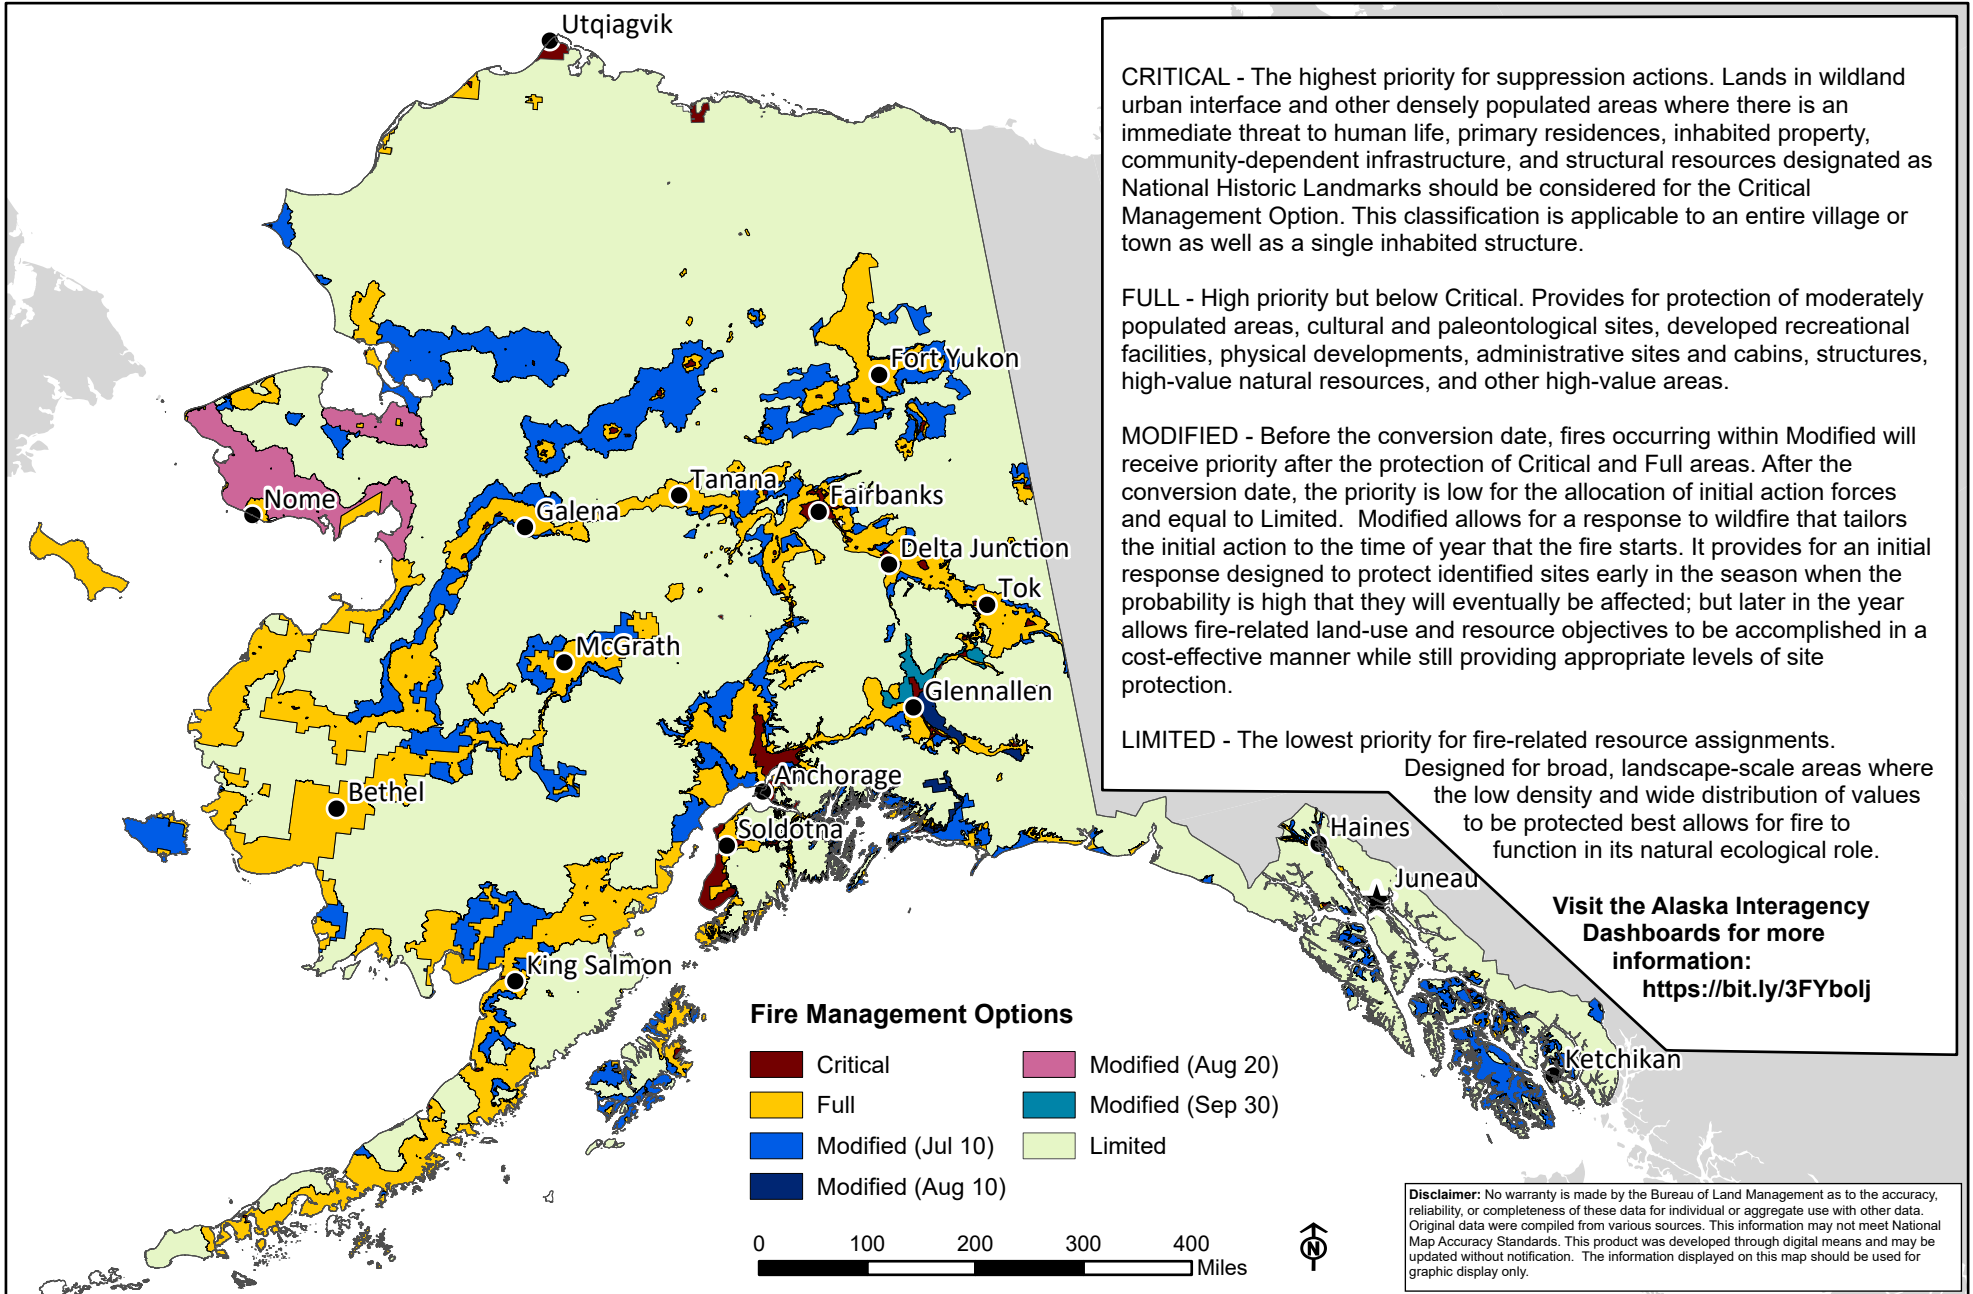 Utqiagvik
CRITICAL - The highest priority for suppression actions. Lands in wildland
urban interface and other densely populated areas where there is an
immediate threat to human life, primary residences, inhabited property,
community-dependent infrastructure, and structural resources designated as
National Historic Landmarks should be considered for the Critical
Management Option. This classification is applicable to an entire village or
town as well as a single inhabited structure.
FULL - High priority but below Critical. Provides for protection of moderately
populated areas, cultural and paleontological sites, developed recreational
facilities, physical developments, administrative sites and cabins, structures,
high-value natural resources, and other high-value areas.
MODIFIED - Before the conversion date, fires occurring within Modified will
receive priority after the protection of Critical and Full areas. After the
conversion date, the priority is low for the allocation of initial action forces
and equal to Limited.  Modified allows for a response to wildfire that tailors
the initial action to the time of year that the fire starts. It provides for an initial
response designed to protect identified sites early in the season when the
probability is high that they will eventually be affected; but later in the year
allows fire-related land-use and resource objectives to be accomplished in a
cost-effective manner while still providing appropriate levels of site
protection.
LIMITED - The lowest priority for fire-related resource assignments.
Designed for broad, landscape-scale areas where
the low density and wide distribution of values
to be protected best allows for fire to
function in its natural ecological role.
Visit the Alaska Interagency
Dashboards for more
information:
https://bit.ly/3FYbolj
Fort Yukon
Tanana
Fairbanks
Nome
Galena
Delta Junction
Tok
McGrath
Glennallen
Anchorage
Bethel
Soldotna
Haines
Juneau
King Salmon
Ketchikan
Fire Management Options
Critical
Full
Modified (Jul 10)
Modified (Aug 10)
Modified (Aug 20)
Modified (Sep 30)
Limited
0 100 200 300 400
Miles
N
Disclaimer: No warranty is made by the Bureau of Land Management as to the accuracy,
reliability, or completeness of these data for individual or aggregate use with other data.
Original data were compiled from various sources. This information may not meet National
Map Accuracy Standards. This product was developed through digital means and may be
updated without notification.  The information displayed on this map should be used for
graphic display only.